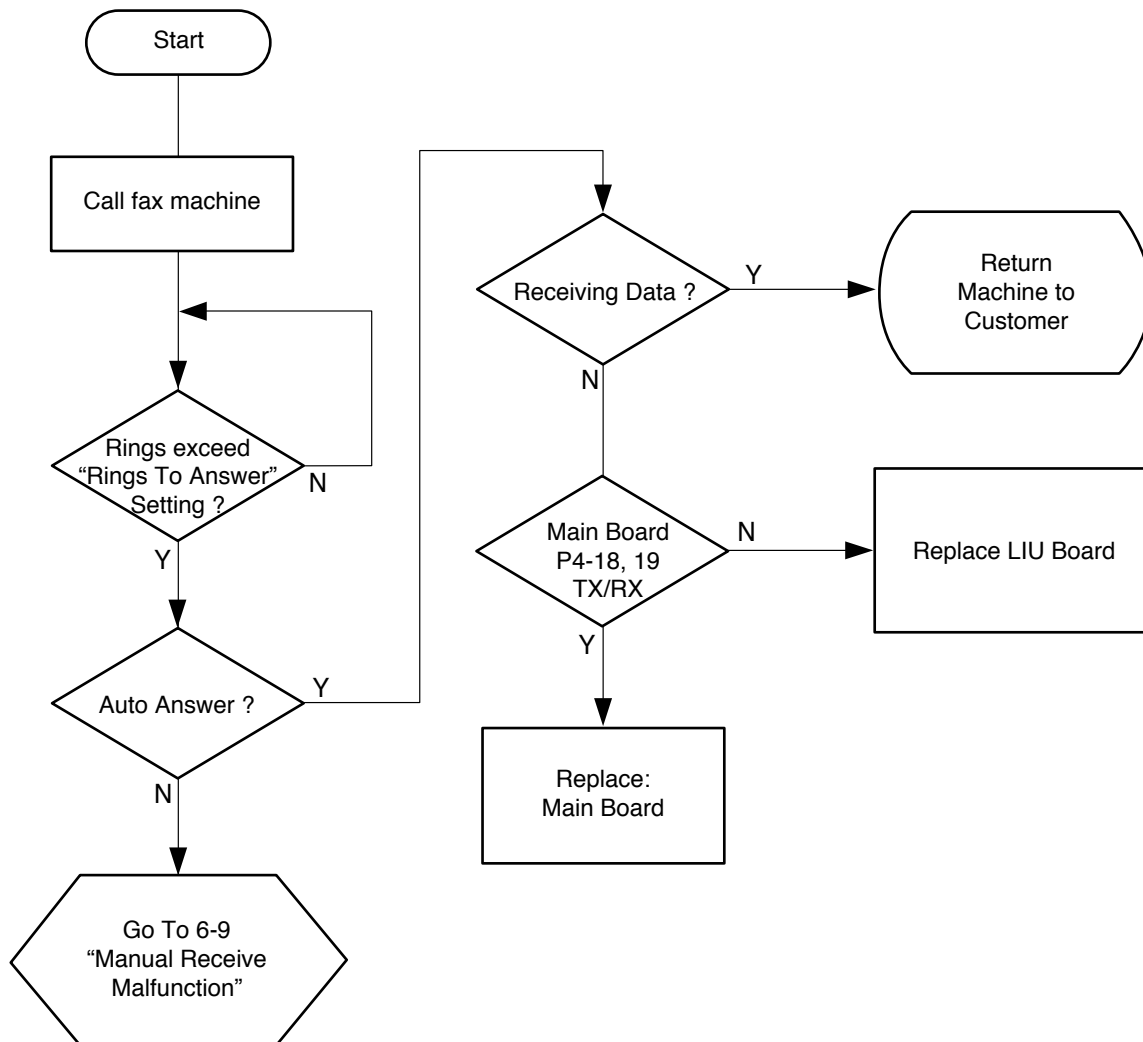 Start
Call fax machine
Rings exceed
“Rings To Answer”
Setting ?
N
Y
Auto Answer ?
Y
N
Go To 6-9
“Manual Receive
Malfunction”
Receiving Data ?
Y
N
Return
Machine to
Customer
Main Board
P4-18, 19
TX/RX
N
Y
Replace LIU Board
Replace:
Main Board